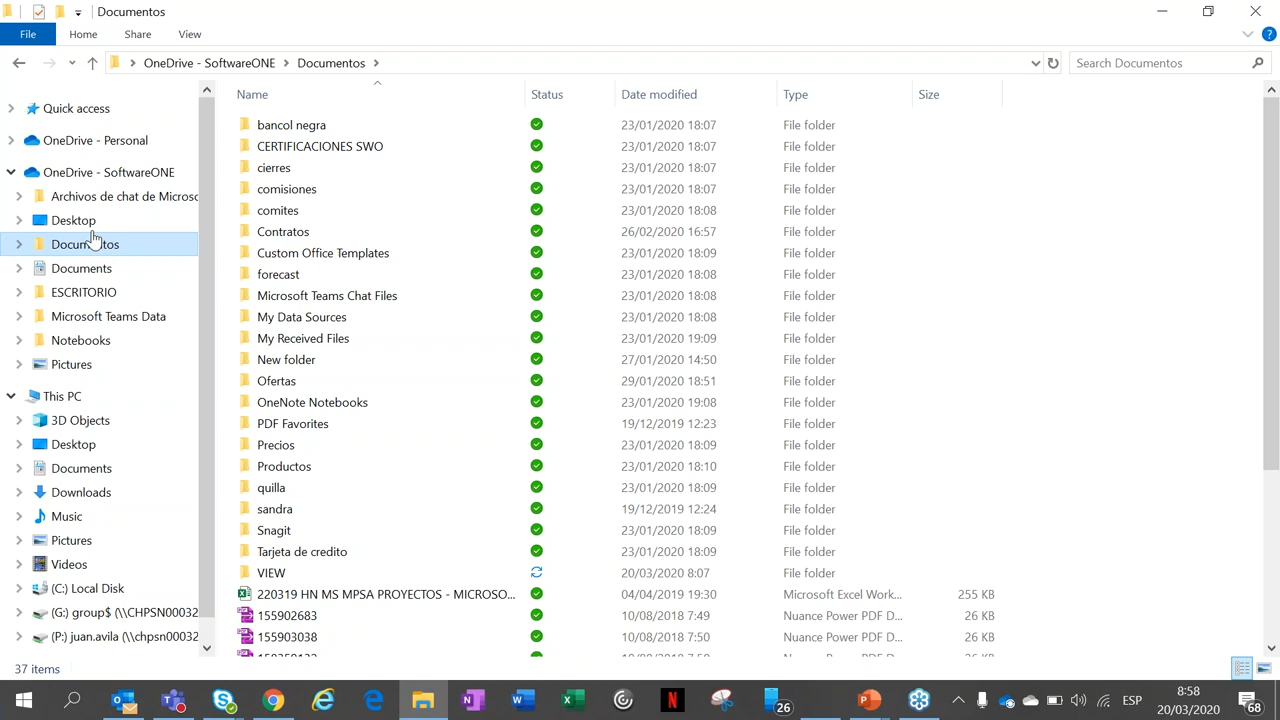 Documentos
File Home Share View
OneDrive - SoftwareONE Documentos
Search Documentos
Name Status Date modified Type Size
Quick access
OneDrive - Personal
OneDrive - SoftwareONE
Archivos de chat de Microsc
Desktop
Documentos
Documents
ESCRITORIO
Microsoft Teams Data
Notebooks
Pictures
This PC
3D Objects
Desktop
Documents
Downloads
Music
Pictures
Videos
(C:) Local Disk
(G:) group$ (\\CHPSN00032
(P:) juan.avila (\\chpsn00032
bancol negra 23/01/2020 18:07 File folder
CERTIFICACIONES SWO 23/01/2020 18:07 File folder
cierres 23/01/2020 18:07 File folder
comisiones 23/01/2020 18:07 File folder
comites 23/01/2020 18:08 File folder
Contratos 26/02/2020 16:57 File folder
Custom Office Templates 23/01/2020 18:09 File folder
forecast 23/01/2020 18:08 File folder
Microsoft Teams Chat Files 23/01/2020 18:08 File folder
My Data Sources 23/01/2020 18:08 File folder
My Received Files 23/01/2020 19:09 File folder
New folder 27/01/2020 14:50 File folder
Ofertas 29/01/2020 18:51 File folder
OneNote Notebooks 23/01/2020 19:08 File folder
PDF Favorites 19/12/2019 12:23 File folder
Precios 23/01/2020 18:09 File folder
Productos 23/01/2020 18:10 File folder
quilla 23/01/2020 18:09 File folder
sandra 19/12/2019 12:24 File folder
Snagit 23/01/2020 18:09 File folder
Tarjeta de credito 23/01/2020 18:09 File folder
VIEW 20/03/2020 8:07 File folder
220319 HN MS MPSA PROYECTOS - MICROSO... 04/04/2019 19:30 Microsoft Excel Work... 255 KB
155902683 10/08/2018 7:49 Nuance Power PDF D... 26 KB
155903038 10/08/2018 7:50 Nuance Power PDF D... 26 KB
37 items
26
ESP
8:58
20/03/2020
68